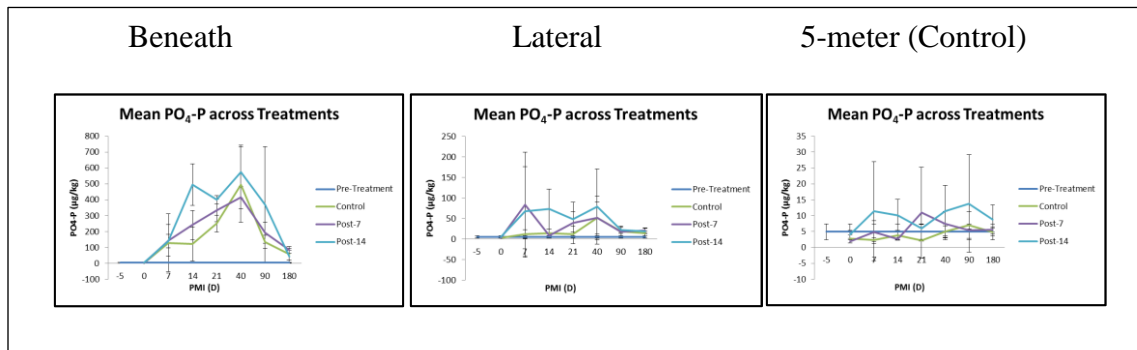 Beneath Lateral 5-meter (Control)
Mean PO4-P across Treatments
PO4-P (µg/kg)
800
700
600
500
400
300
200
100
0
-100
-5 0 7 14 21 40 90 180
PMI (D)
Pre-Treatment
Control
Post-7
Post-14
Mean PO4-P across Treatments
PO4-P (µg/kg)
250
200
150
100
50
0
-50
-100
-5 0 7 14 21 40 90 180
PMI (D)
Pre-Treatment
Control
Post-7
Post-14
Mean PO4-P across Treatments
PO4-P (µg/kg)
35
30
25
20
15
10
5
0
-5
-10
-5 0 7 14 21 40 90 180
PMI (D)
Pre-Treatment
Control
Post-7
Post-14